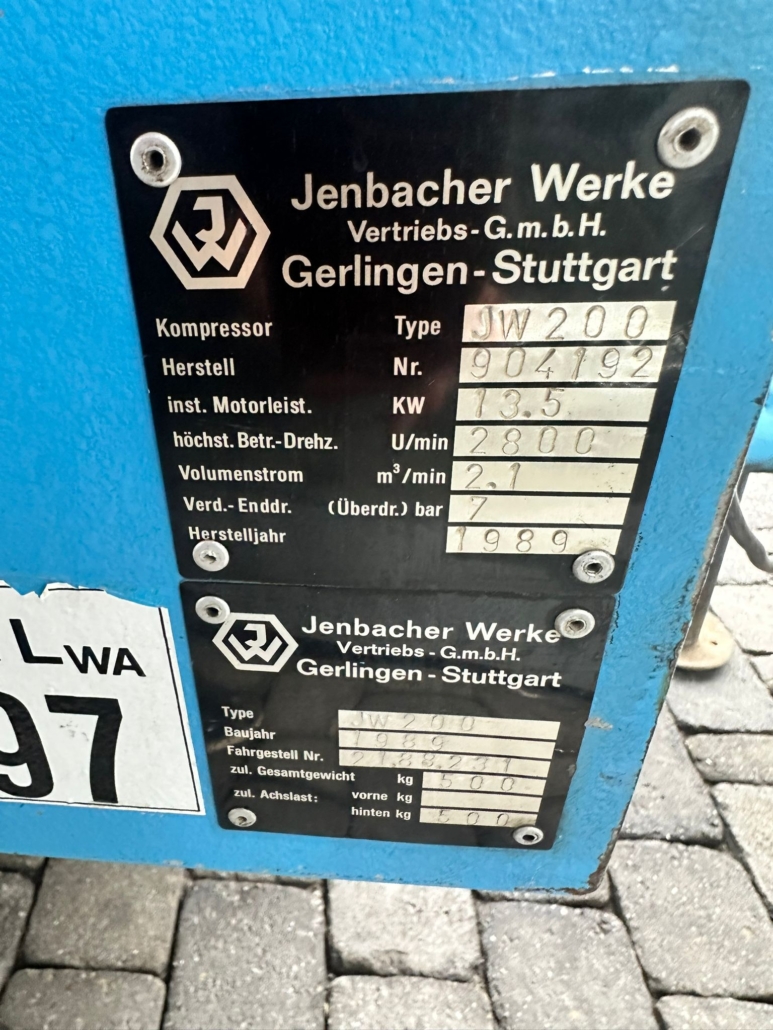 JW
Jenbacher Werke
Vertriebs-G.m.b.H.
Gerlingen-Stuttgart
Kompressor Type JW200
Herstell Nr. 904192
inst. Motorleist. KW 13.5
höchst. Betr.-Drehz. U/min 2800
Volumenstrom m³/min 2.1
Verd.-Enddr. (Überdr.) bar 7
Herstelljahr 1989
LWA
97
JW
Jenbacher Werke
Vertriebs-G.m.b.H.
Gerlingen-Stuttgart
Type JW200
Baujahr 1989
Fahrgestell Nr. 2188231
zul. Gesamtgewicht kg 500
zul. Achslast: vorne kg
hinten kg 500